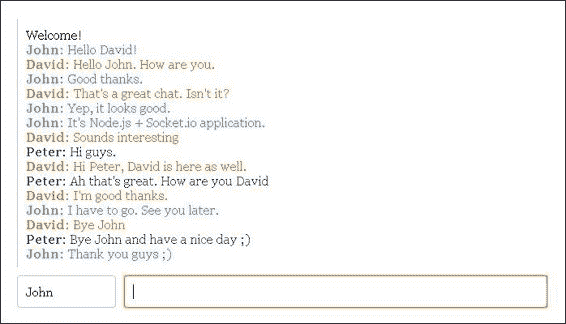 Welcome!
John: Hello David!
David: Hello John. How are you.
John: Good thanks.
David: That's a great chat. Isn't it?
John: Yep, it looks good.
John: It's Node.js + Socket.io application.
David: Sounds interesting
Peter: Hi guys.
David: Hi Peter, David is here as well.
Peter: Ah that's great. How are you David
David: I'm good thanks.
John: I have to go. See you later.
David: Bye John
Peter: Bye John and have a nice day ;)
John: Thank you guys ;)
John